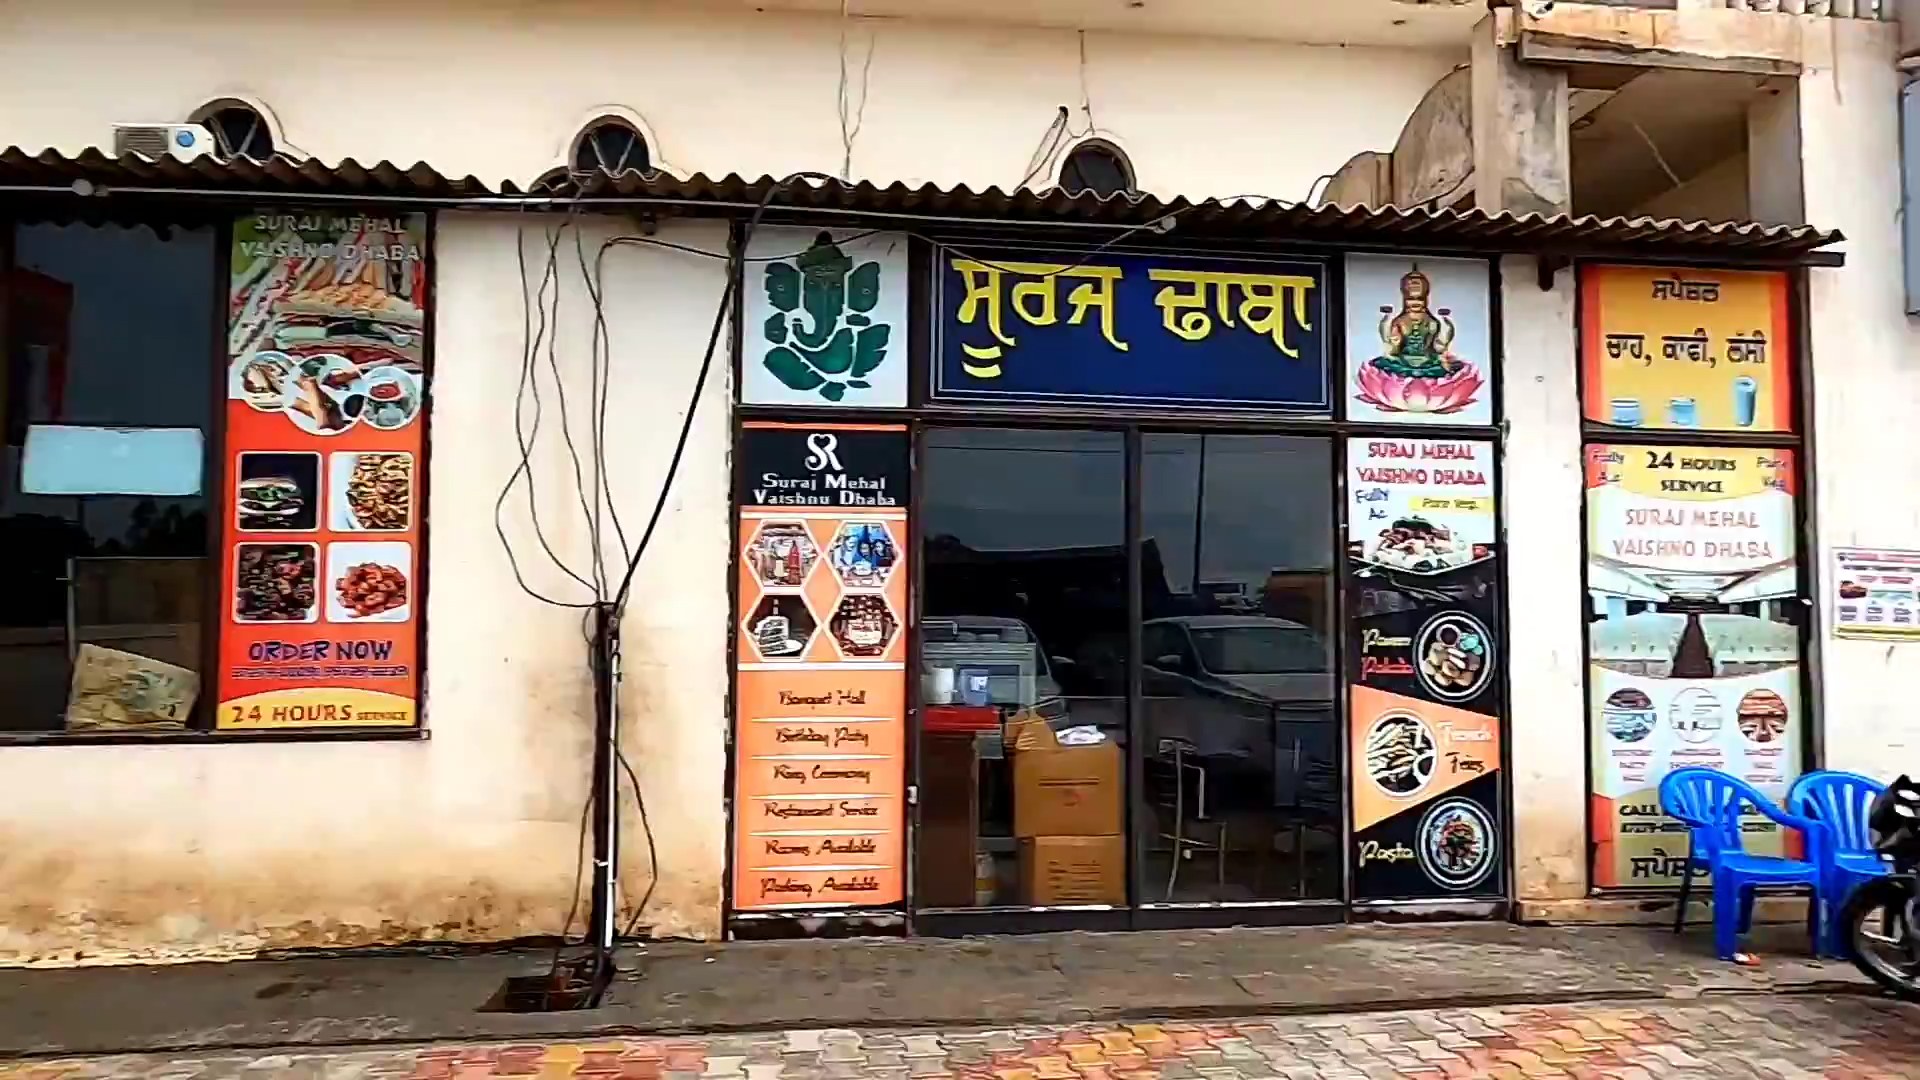 SURAJ MEHAL
VAISHNO DHABA
ORDER NOW
24 HOURS SERVICE
ਸੂਰਜ ਢਾਬਾ
SR
Suraj Mehal
Vaishnu Dhaba
Banquet Hall
Birthday Paty
Ring Ceremony
Restaurant Service
Rooms Available
Parking Available
SURAJ MEHAL
VAISHNO DHABA
Fully
Ac
Pure Veg.
French
Fries
Pasta
ਸਪੈਸ਼ਲ
ਚਾਹ, ਕਾਫੀ, ਲੱਸੀ
Fully
A.c
24 HOURS
SERVICE
Pure
Veg.
SURAJ MEHAL
VAISHNO DHABA
CALL